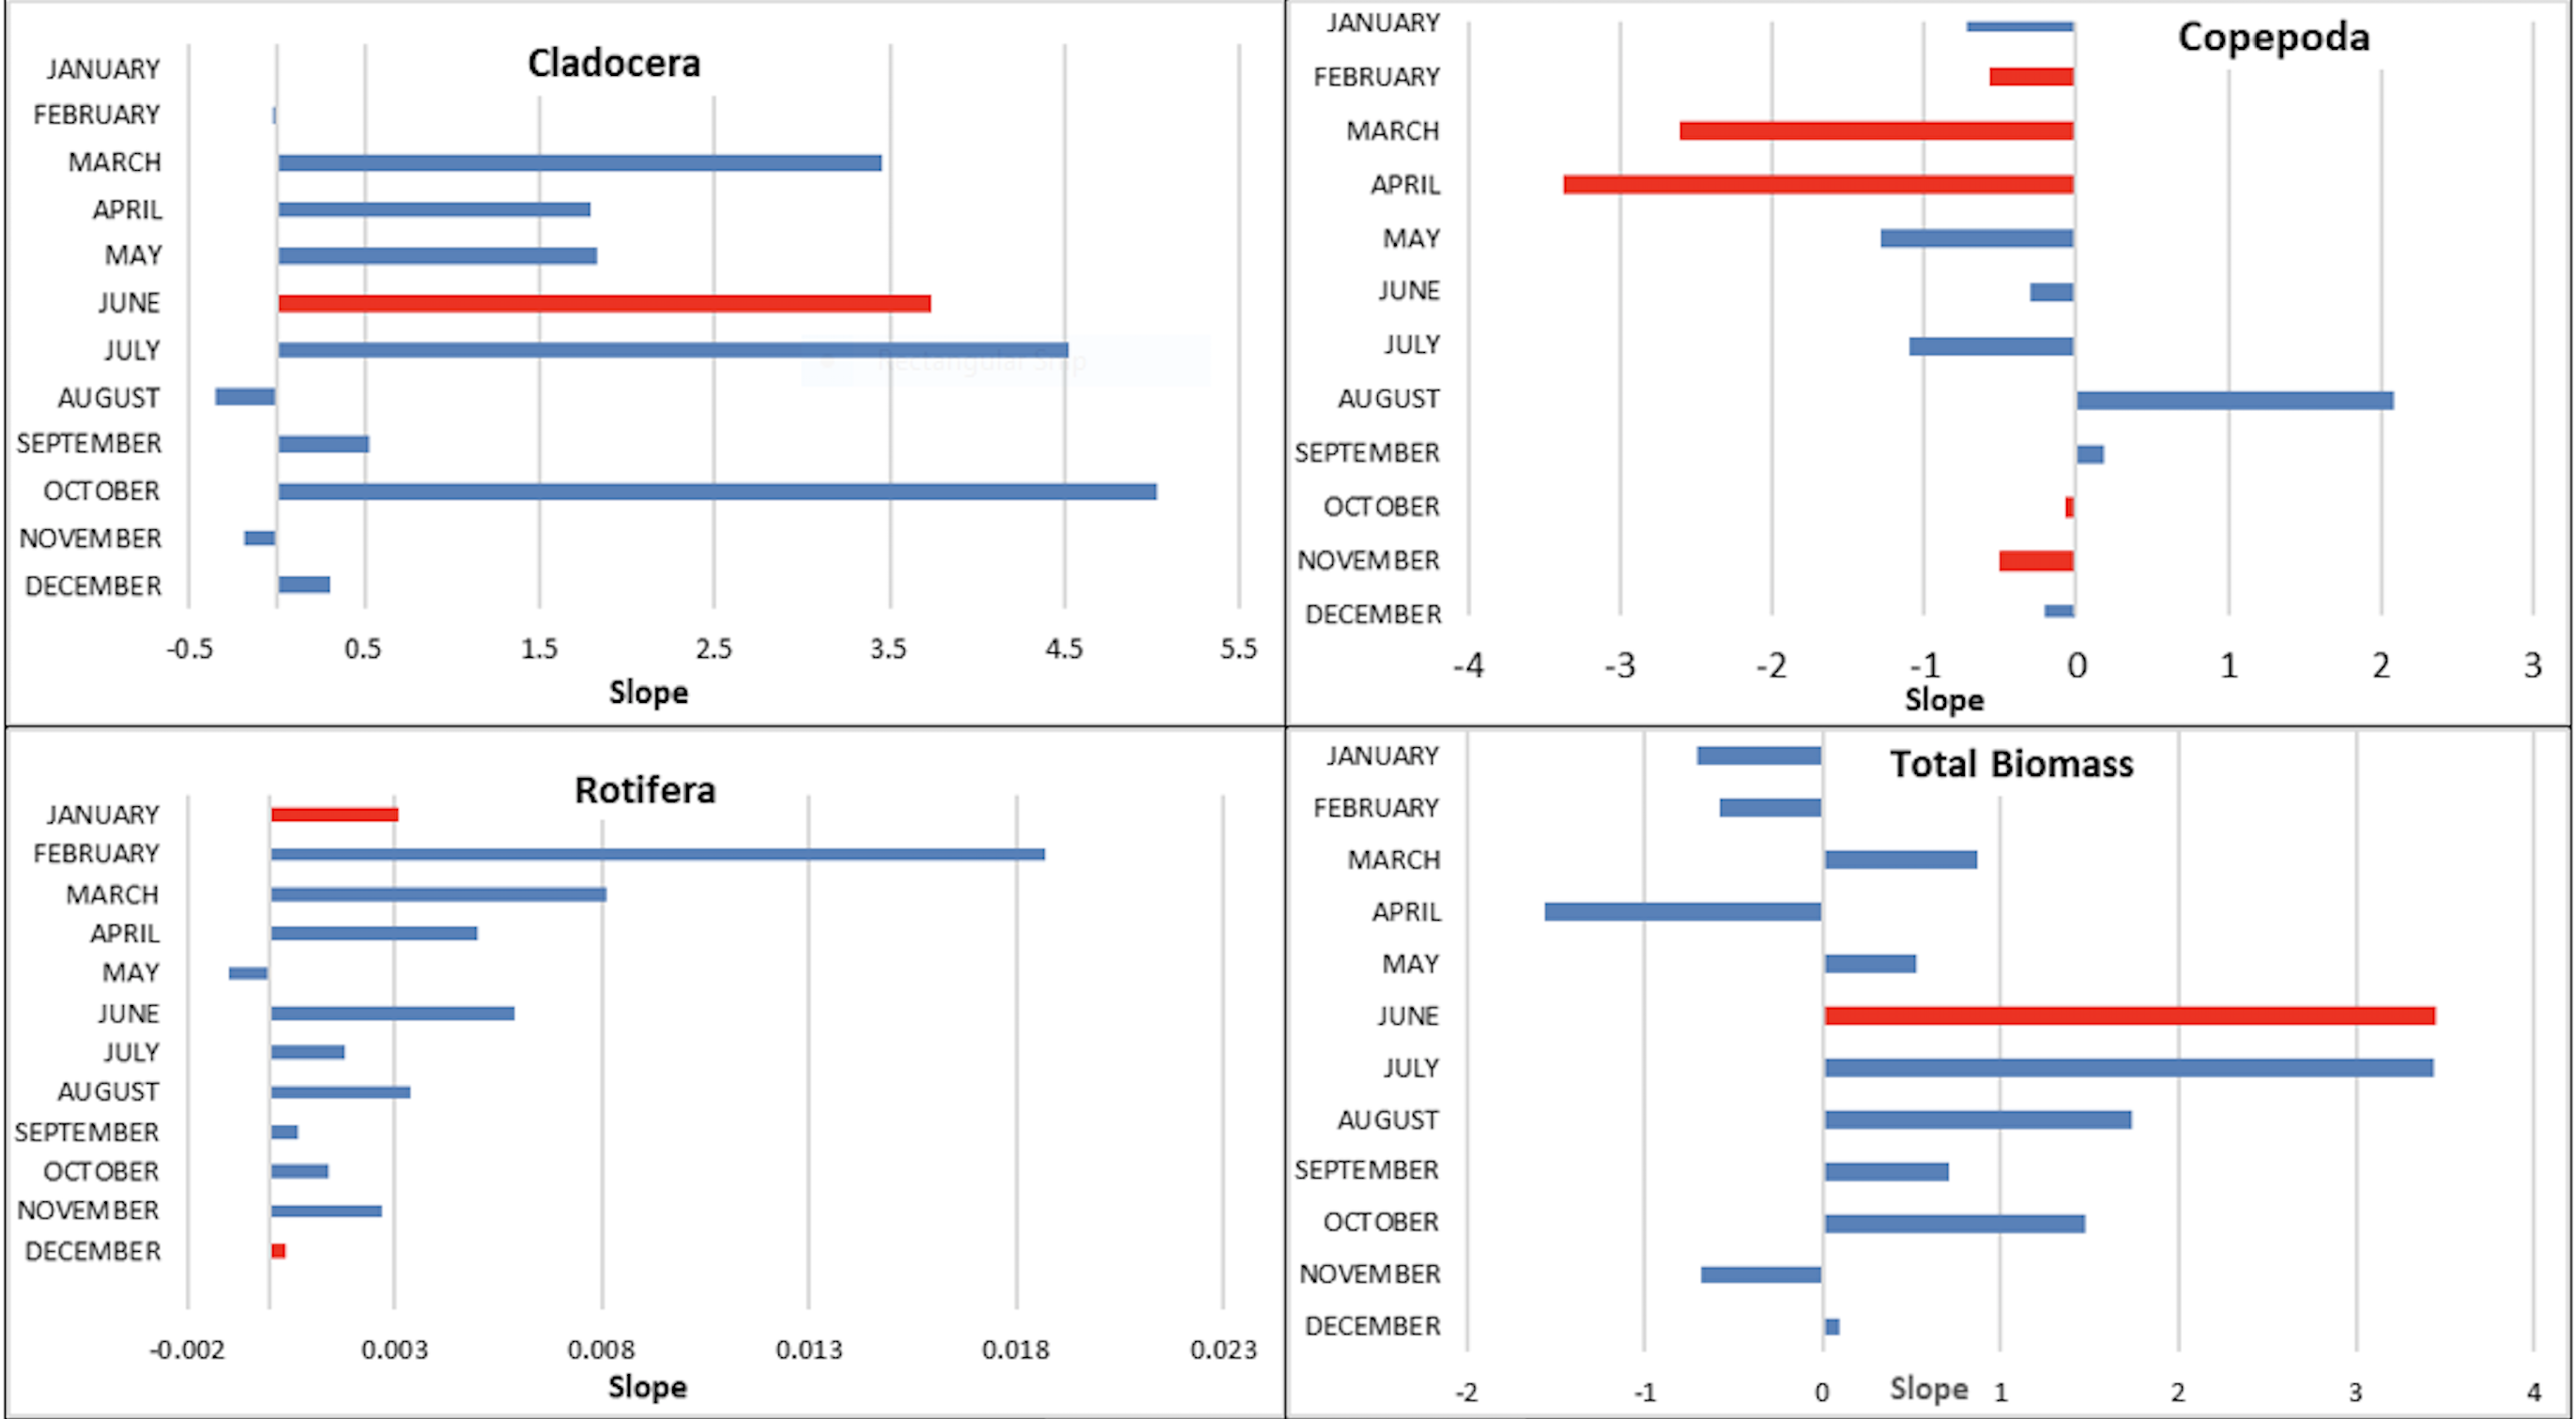 Cladocera
JANUARY
FEBRUARY
MARCH
APRIL
MAY
JUNE
JULY
AUGUST
SEPTEMBER
OCTOBER
NOVEMBER
DECEMBER
-0.5 0.5 1.5 2.5 3.5 4.5 5.5
Slope
Rectangular Snip
Copepoda
JANUARY
FEBRUARY
MARCH
APRIL
MAY
JUNE
JULY
AUGUST
SEPTEMBER
OCTOBER
NOVEMBER
DECEMBER
-4 -3 -2 -1 0 1 2 3
Slope
Rotifera
JANUARY
FEBRUARY
MARCH
APRIL
MAY
JUNE
JULY
AUGUST
SEPTEMBER
OCTOBER
NOVEMBER
DECEMBER
-0.002 0.003 0.008 0.013 0.018 0.023
Slope
Total Biomass
JANUARY
FEBRUARY
MARCH
APRIL
MAY
JUNE
JULY
AUGUST
SEPTEMBER
OCTOBER
NOVEMBER
DECEMBER
-2 -1 0 1 2 3 4
Slope